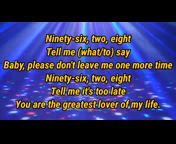 Ninety-six, two, eight
Tell me (what/to) say
Baby, please don't leave me one more time
Ninety-six, two, eight
Tell me it's too late
You are the greatest lover of my life.